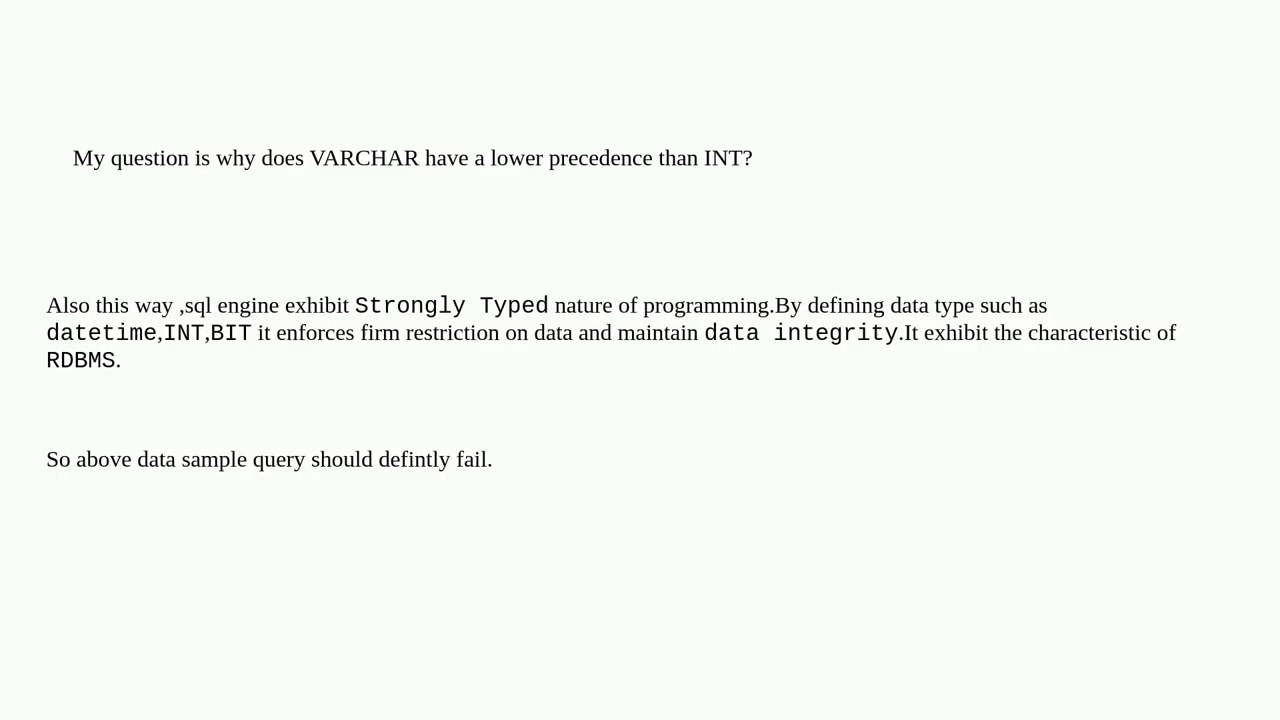 My question is why does VARCHAR have a lower precedence than INT?
Also this way ,sql engine exhibit Strongly Typed nature of programming.By defining data type such as
datetime,INT,BIT it enforces firm restriction on data and maintain data integrity.It exhibit the characteristic of
RDBMS.
So above data sample query should defintly fail.